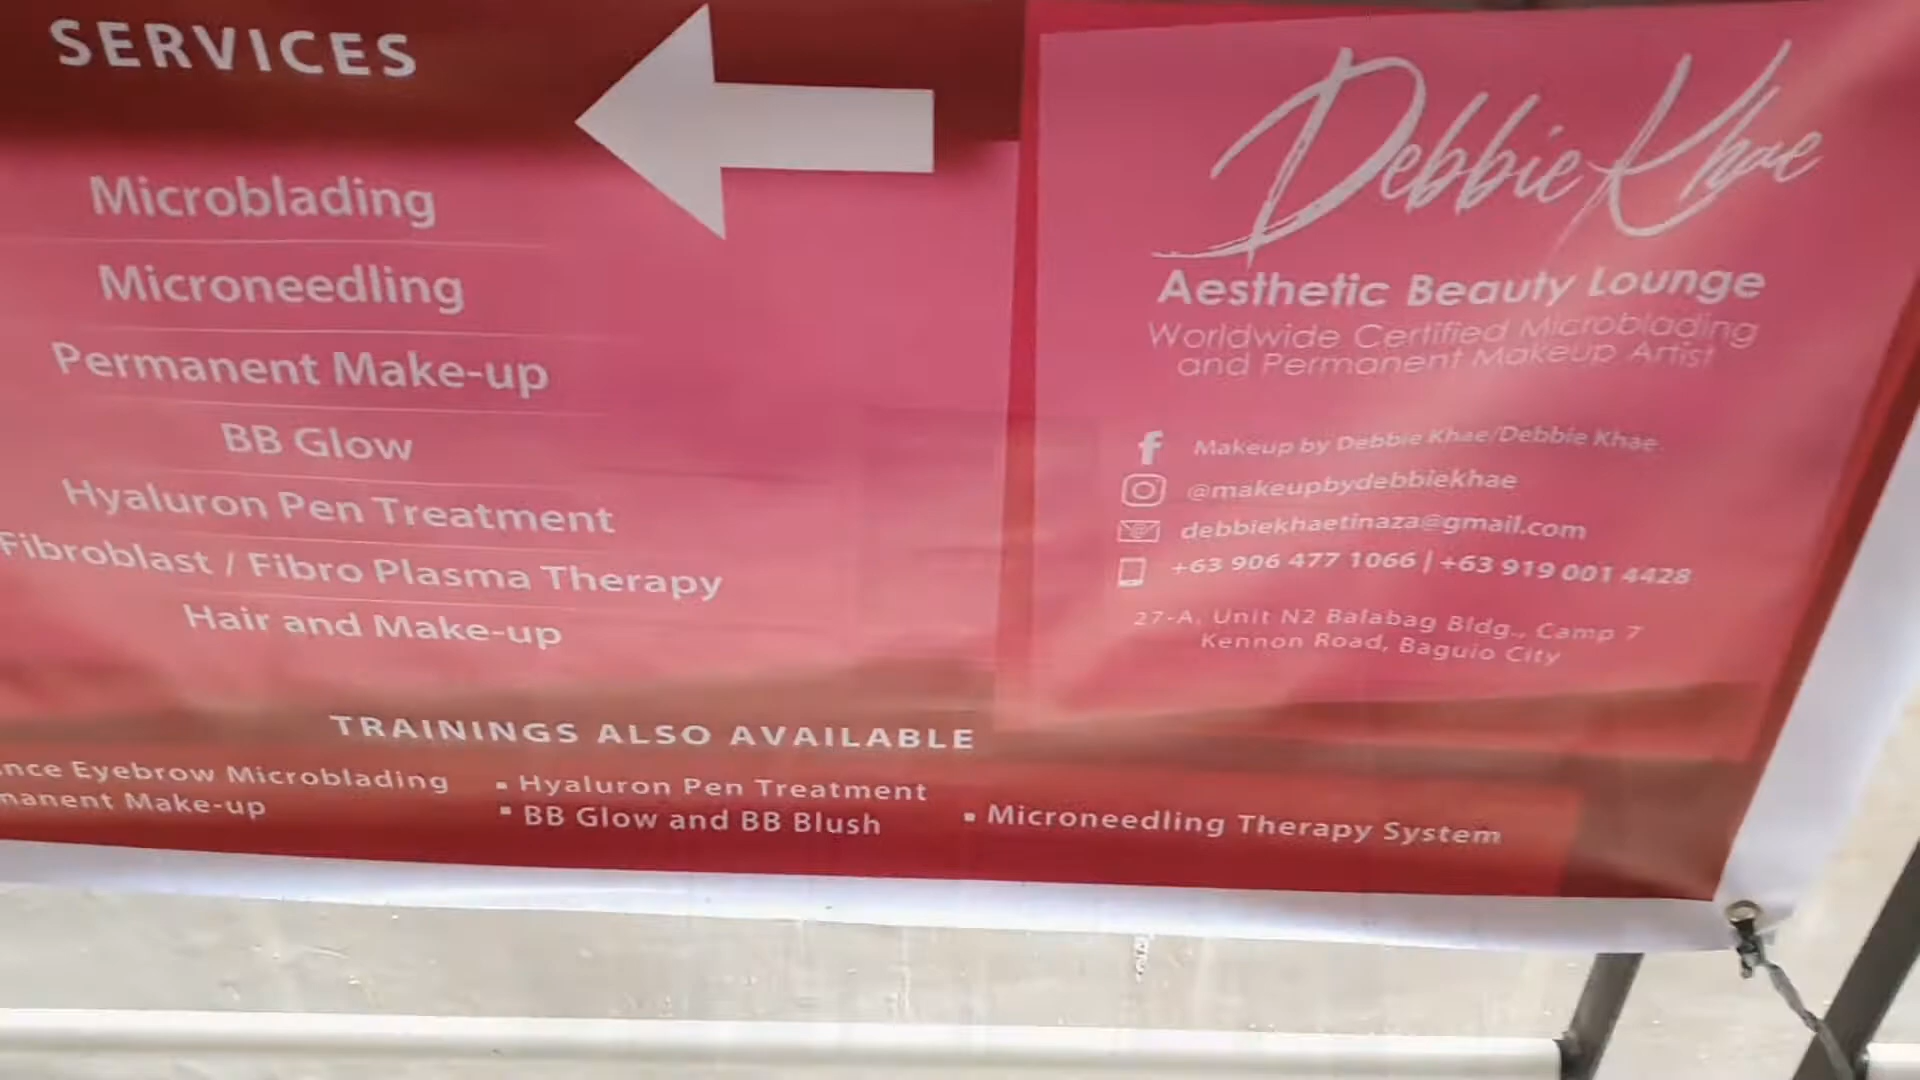 SERVICES
Microblading
Microneedling
Permanent Make-up
BB Glow
Hyaluron Pen Treatment
Fibroblast / Fibro Plasma Therapy
Hair and Make-up
Debbie Khae
Aesthetic Beauty Lounge
Worldwide Certified Microblading
and Permanent Makeup Artist
Makeup by Debbie Khae/Debbie Khae
@makeupbydebbiekhae
debbiekhaetinaza@gmail.com
+63 906 477 1066 | +63 919 001 4428
27-A, Unit N2 Balabag Bldg., Camp 7
Kennon Road, Baguio City
TRAININGS ALSO AVAILABLE
Eyebrow Microblading
Make-up
▪ Hyaluron Pen Treatment
▪ BB Glow and BB Blush
▪ Microneedling Therapy System